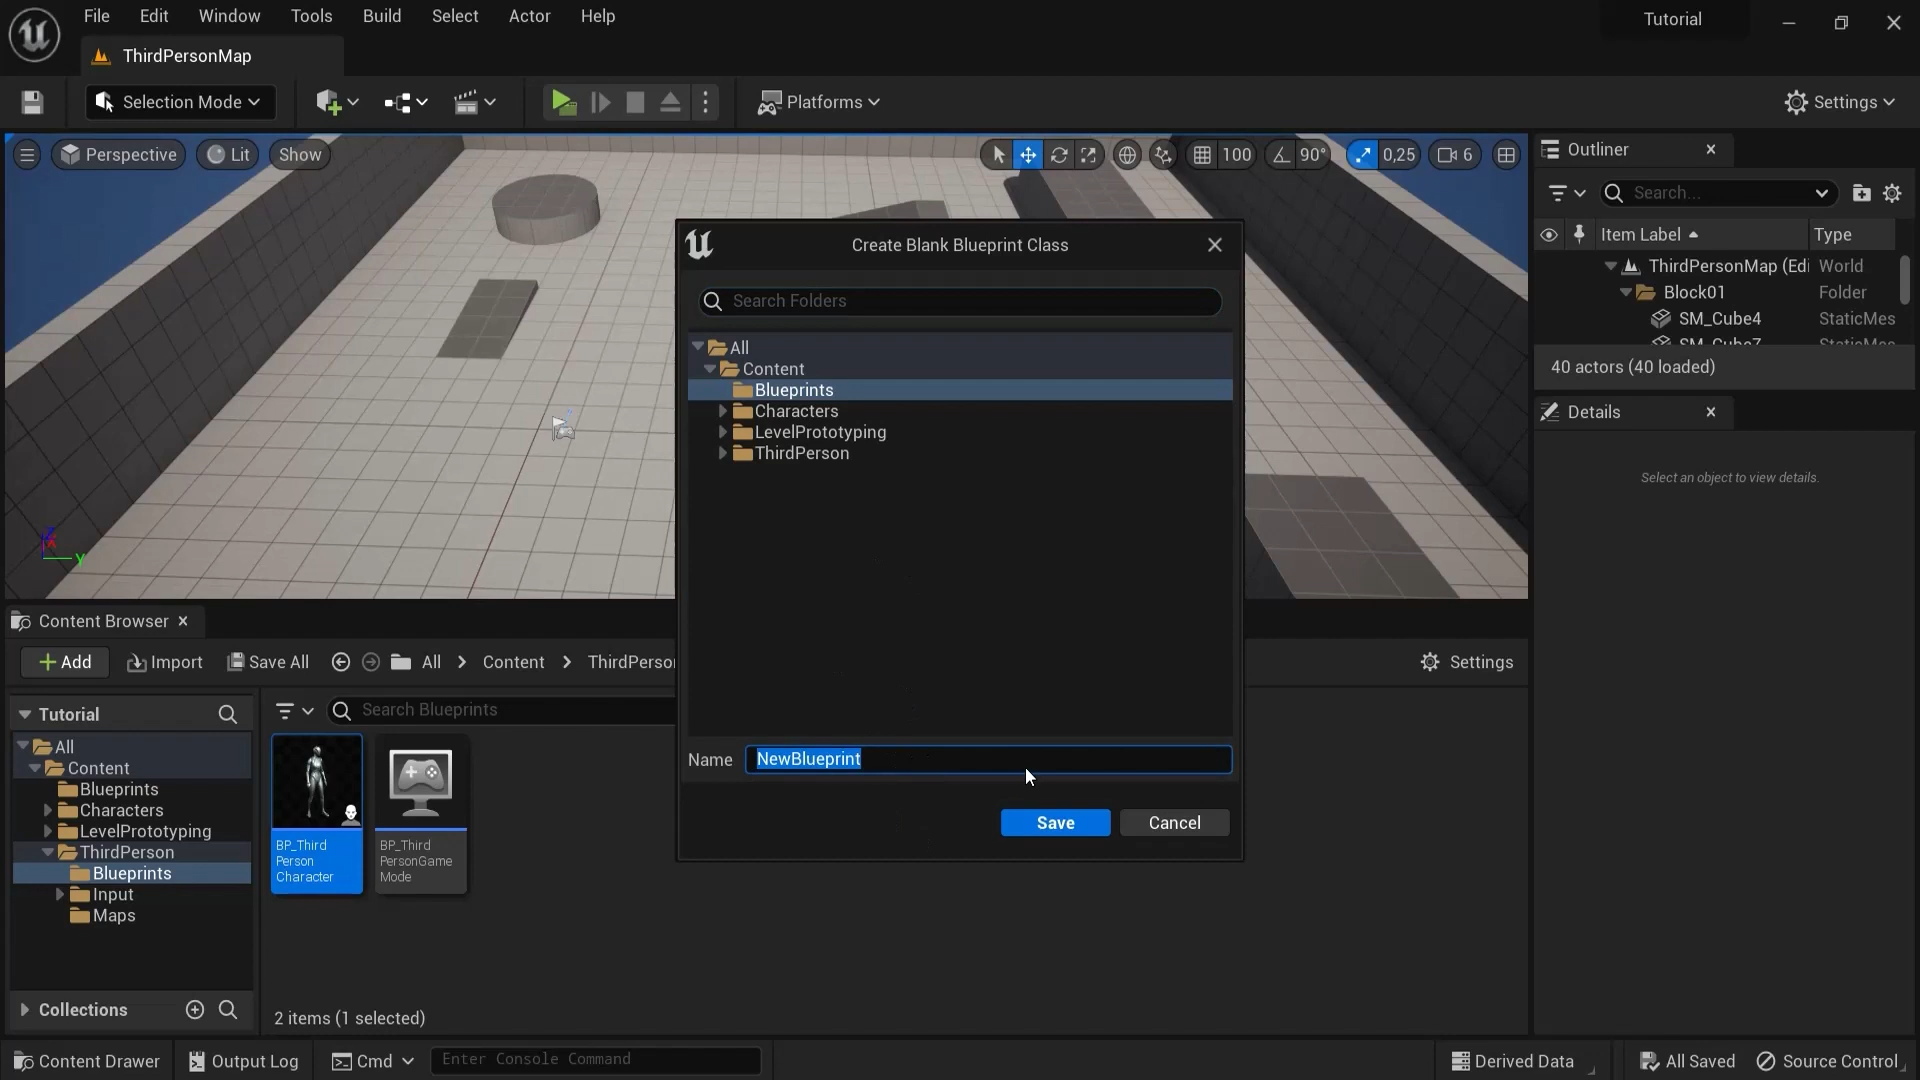 File Edit Window Tools Build Select Actor Help
Tutorial
ThirdPersonMap
Selection Mode
Platforms
Settings
Perspective
Lit
Show
100
90°
0,25
6
Outliner
Search...
Item Label
Type
ThirdPersonMap (Edi
World
Block01
Folder
SM_Cube4
StaticMes
SM_Cube7
StaticMes
40 actors (40 loaded)
Details
Select an object to view details.
Create Blank Blueprint Class
Search Folders
All
Content
Blueprints
Characters
LevelPrototyping
ThirdPerson
Name
NewBlueprint
Save
Cancel
Content Browser
Add
Import
Save All
All
Content
ThirdPerso
Settings
Tutorial
Search Blueprints
All
Content
Blueprints
Characters
LevelPrototyping
ThirdPerson
Blueprints
Input
Maps
BP_Third
Person
Character
BP_Third
PersonGame
Mode
Collections
2 items (1 selected)
Content Drawer
Output Log
Cmd
Enter Console Command
Derived Data
All Saved
Source Control